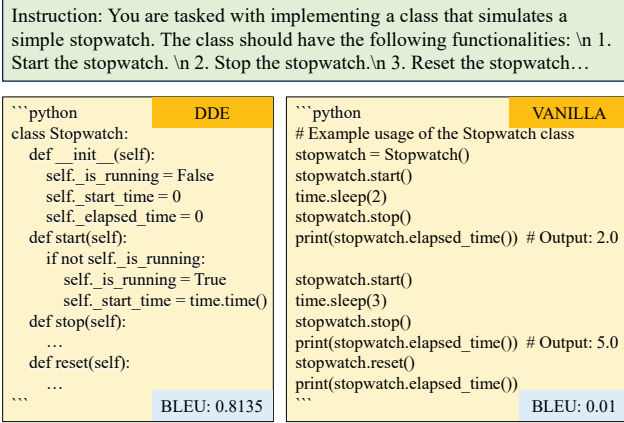 Instruction: You are tasked with implementing a class that simulates a
simple stopwatch. The class should have the following functionalities: \n 1.
Start the stopwatch. \n 2. Stop the stopwatch.\n 3. Reset the stopwatch…
```python
DDE
class Stopwatch:
def __init__(self):
self._is_running = False
self._start_time = 0
self._elapsed_time = 0
def start(self):
if not self._is_running:
self._is_running = True
self._start_time = time.time()
def stop(self):
…
def reset(self):
…
```
BLEU: 0.8135
```python
VANILLA
# Example usage of the Stopwatch class
stopwatch = Stopwatch()
stopwatch.start()
time.sleep(2)
stopwatch.stop()
print(stopwatch.elapsed_time()) # Output: 2.0
stopwatch.start()
time.sleep(3)
stopwatch.stop()
print(stopwatch.elapsed_time()) # Output: 5.0
stopwatch.reset()
print(stopwatch.elapsed_time())
```
BLEU: 0.01